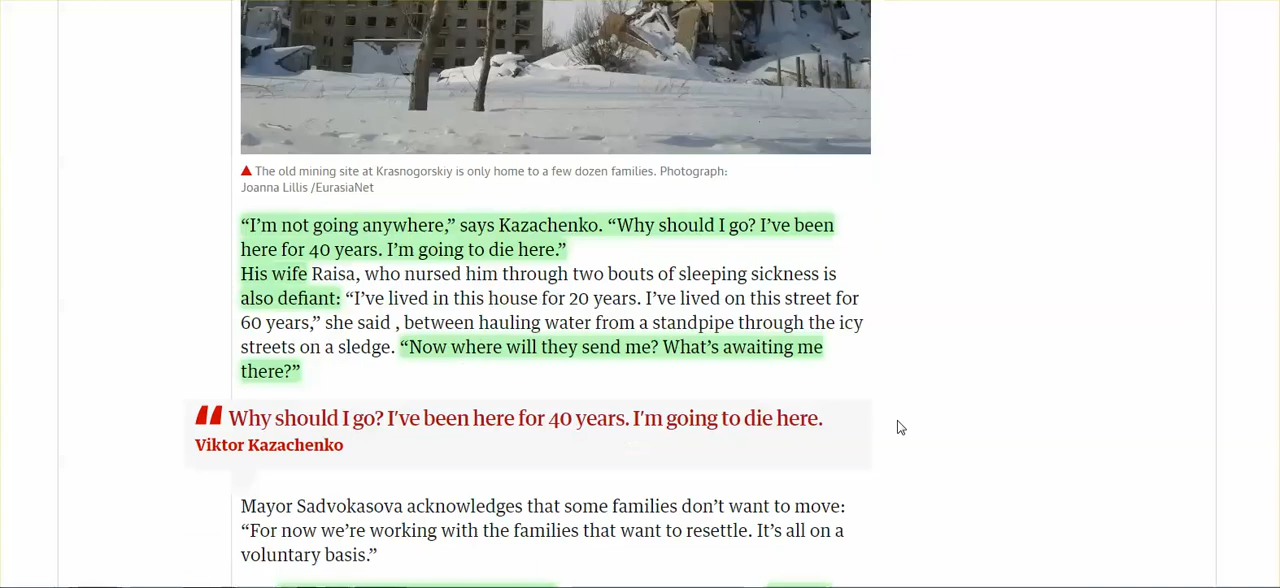 The old mining site at Krasnogorskiy is only home to a few dozen families. Photograph:
Joanna Lillis /EurasiaNet
“I’m not going anywhere,” says Kazachenko. “Why should I go? I’ve been
here for 40 years. I’m going to die here.”
His wife Raisa, who nursed him through two bouts of sleeping sickness is
also defiant: “I’ve lived in this house for 20 years. I’ve lived on this street for
60 years,” she said , between hauling water from a standpipe through the icy
streets on a sledge. “Now where will they send me? What’s awaiting me
there?”
Why should I go? I’ve been here for 40 years. I’m going to die here.
Viktor Kazachenko
Mayor Sadvokasova acknowledges that some families don’t want to move:
“For now we’re working with the families that want to resettle. It’s all on a
voluntary basis.”